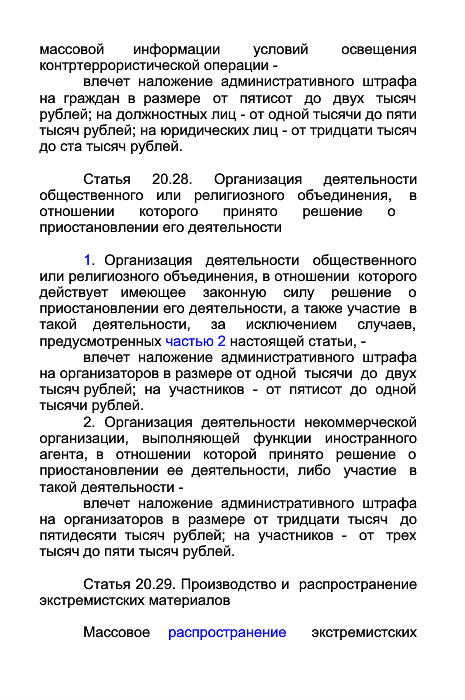 массовой информации условий освещения
контртеррористической операции -
влечет наложение административного штрафа
на граждан в размере от пятисот до двух тысяч
рублей; на должностных лиц - от одной тысячи до пяти
тысяч рублей; на юридических лиц - от тридцати тысяч
до ста тысяч рублей.
Статья 20.28. Организация деятельности
общественного или религиозного объединения, в
отношении которого принято решение о
приостановлении его деятельности
1. Организация деятельности общественного
или религиозного объединения, в отношении которого
действует имеющее законную силу решение о
приостановлении его деятельности, а также участие в
такой деятельности, за исключением случаев,
предусмотренных частью 2 настоящей статьи, -
влечет наложение административного штрафа
на организаторов в размере от одной тысячи до двух
тысяч рублей; на участников - от пятисот до одной
тысячи рублей.
2. Организация деятельности некоммерческой
организации, выполняющей функции иностранного
агента, в отношении которой принято решение о
приостановлении ее деятельности, либо участие в
такой деятельности -
влечет наложение административного штрафа
на организаторов в размере от тридцати тысяч до
пятидесяти тысяч рублей; на участников - от трех
тысяч до пяти тысяч рублей.
Статья 20.29. Производство и распространение
экстремистских материалов
Массовое распространение экстремистских